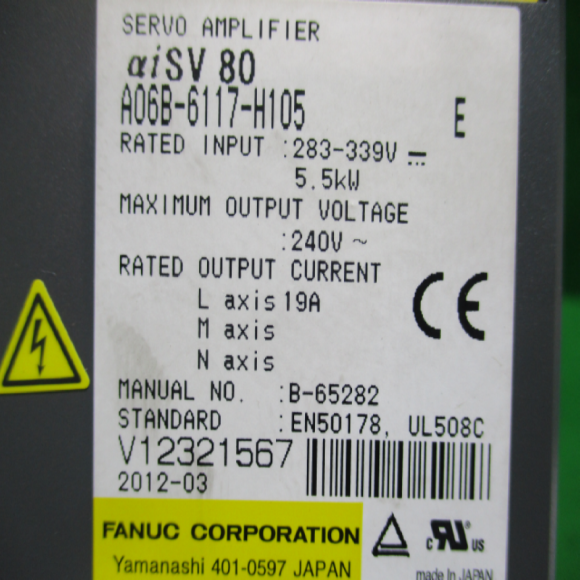 SERVO AMPLIFIER
αiSV 80
A06B-6117-H105
E
RATED INPUT :283-339V ⎓
5.5kW
MAXIMUM OUTPUT VOLTAGE
:240V ~
RATED OUTPUT CURRENT
L axis 19A
M axis
N axis
CE
MANUAL NO. :B-65282
STANDARD :EN50178, UL508C
V12321567
2012-03
FANUC CORPORATION
Yamanashi 401-0597 JAPAN
c RU US
made in JAPAN